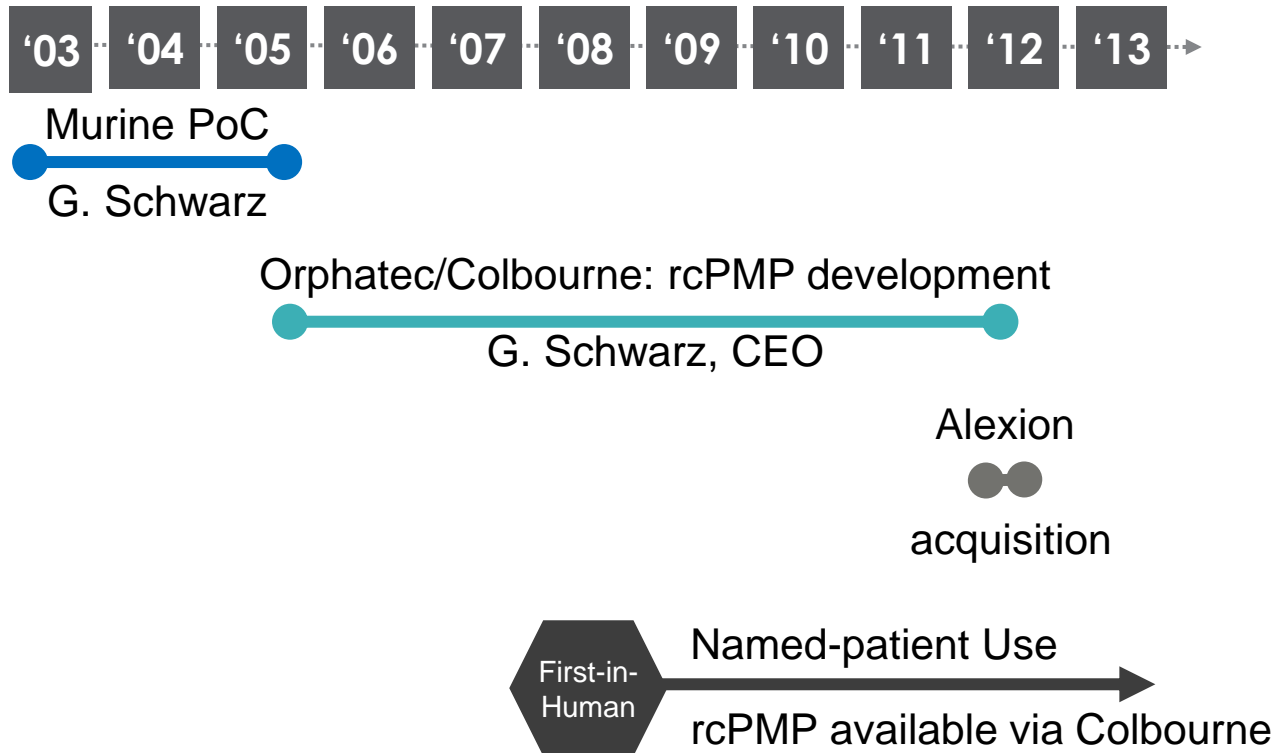 ‘03 ‘04 ‘05 ‘06 ‘07 ‘08 ‘09 ‘10 ‘11 ‘12 ‘13
Murine PoC
G. Schwarz
Orphatec/Colbourne: rcPMP development
G. Schwarz, CEO
Alexion
acquisition
First-in-
Human
Named-patient Use
rcPMP available via Colbourne